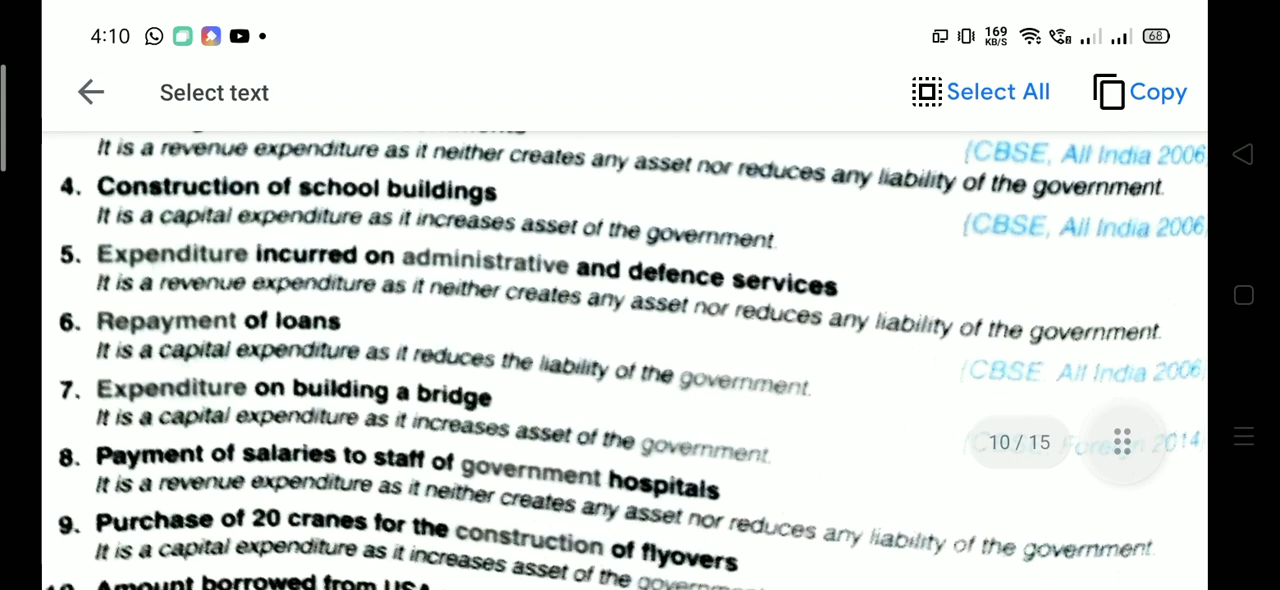 4:10 169 KB/S 68
Select text Select All Copy
It is a revenue expenditure as it neither creates any asset nor reduces any liability of the government.
(CBSE, All India 2006
4. Construction of school buildings
It is a capital expenditure as it increases asset of the government.
(CBSE, All India 2006
5. Expenditure incurred on administrative and defence services
It is a revenue expenditure as it neither creates any asset nor reduces any liability of the government.
6. Repayment of loans
It is a capital expenditure as it reduces the liability of the government.
(CBSE All India 2006
7. Expenditure on building a bridge
It is a capital expenditure as it increases asset of the government.
10 / 15
2014
8. Payment of salaries to staff of government hospitals
It is a revenue expenditure as it neither creates any asset nor reduces any liability of the government.
9. Purchase of 20 cranes for the construction of flyovers
It is a capital expenditure as it increases asset of the
Amount borrowed from USA